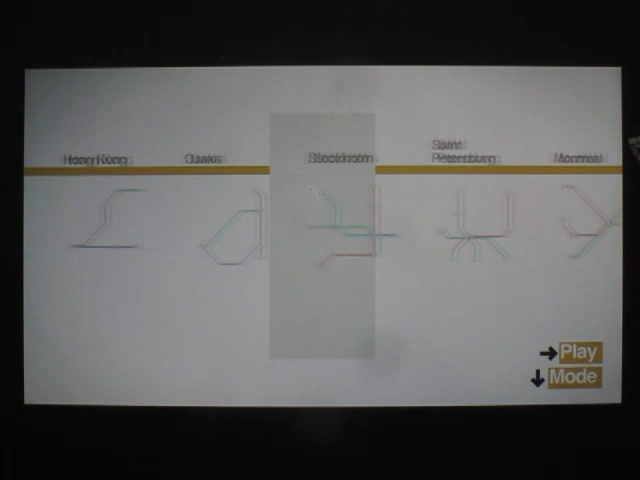 Hong Kong
Osaka
Stockholm
Saint
Petersburg
Montreal
Play
Mode